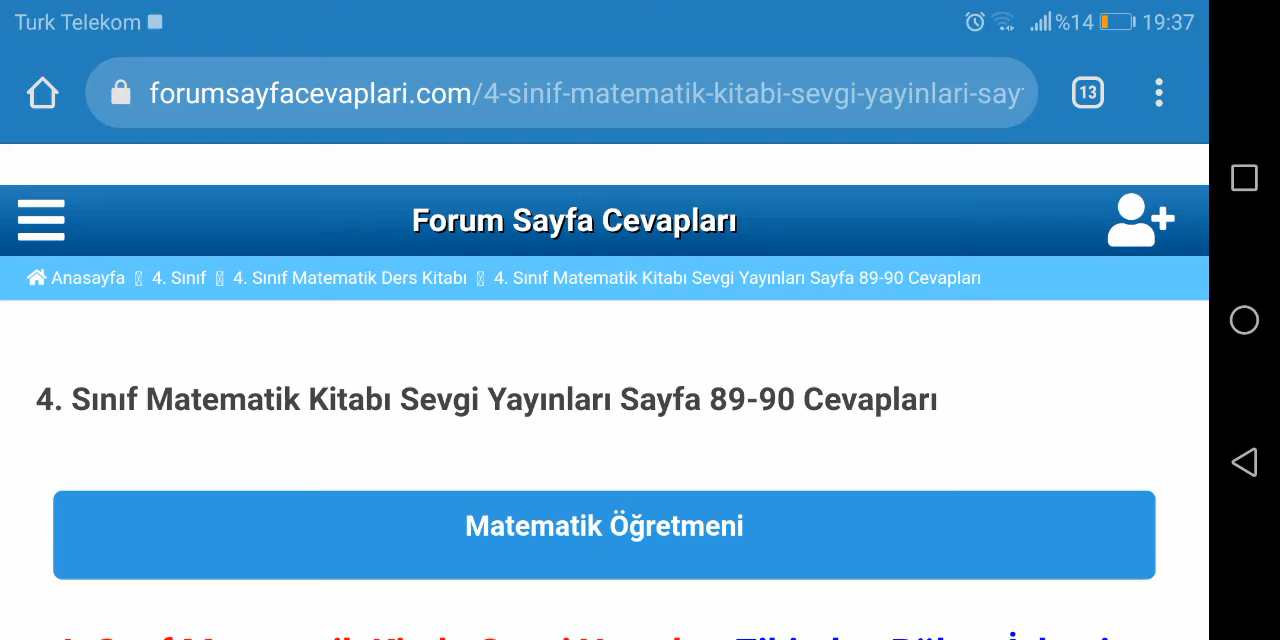 Turk Telekom %14 19:37
forumsayfacevaplari.com/4-sinif-matematik-kitabi-sevgi-yayinlari-say 13
Forum Sayfa Cevapları
Anasayfa 4. Sınıf 4. Sınıf Matematik Ders Kitabı 4. Sınıf Matematik Kitabı Sevgi Yayınları Sayfa 89-90 Cevapları
4. Sınıf Matematik Kitabı Sevgi Yayınları Sayfa 89-90 Cevapları
Matematik Öğretmeni